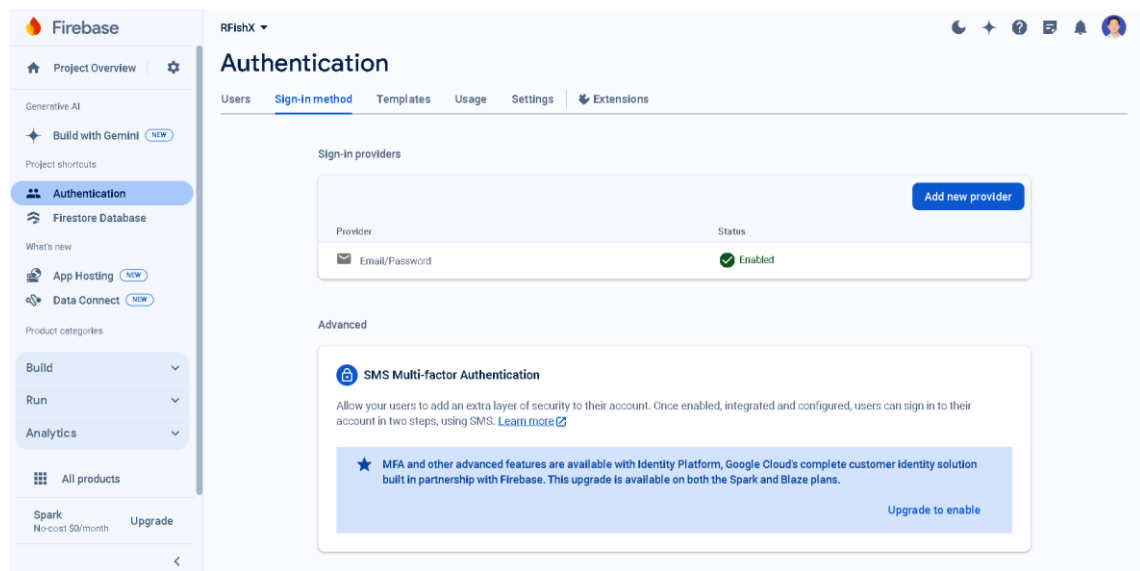 Firebase
Project Overview
Generative AI
Build with Gemini NEW
Project shortcuts
Authentication
Firestore Database
What's new
App Hosting NEW
Data Connect NEW
Product categories
Build
Run
Analytics
All products
Spark
No-cost $0/month
Upgrade
RFishX
Authentication
Users Sign-in method Templates Usage Settings Extensions
Sign-in providers
Add new provider
Provider Status
Email/Password Enabled
Advanced
SMS Multi-factor Authentication
Allow your users to add an extra layer of security to their account. Once enabled, integrated and configured, users can sign in to their
account in two steps, using SMS. Learn more
MFA and other advanced features are available with Identity Platform, Google Cloud's complete customer identity solution
built in partnership with Firebase. This upgrade is available on both the Spark and Blaze plans.
Upgrade to enable